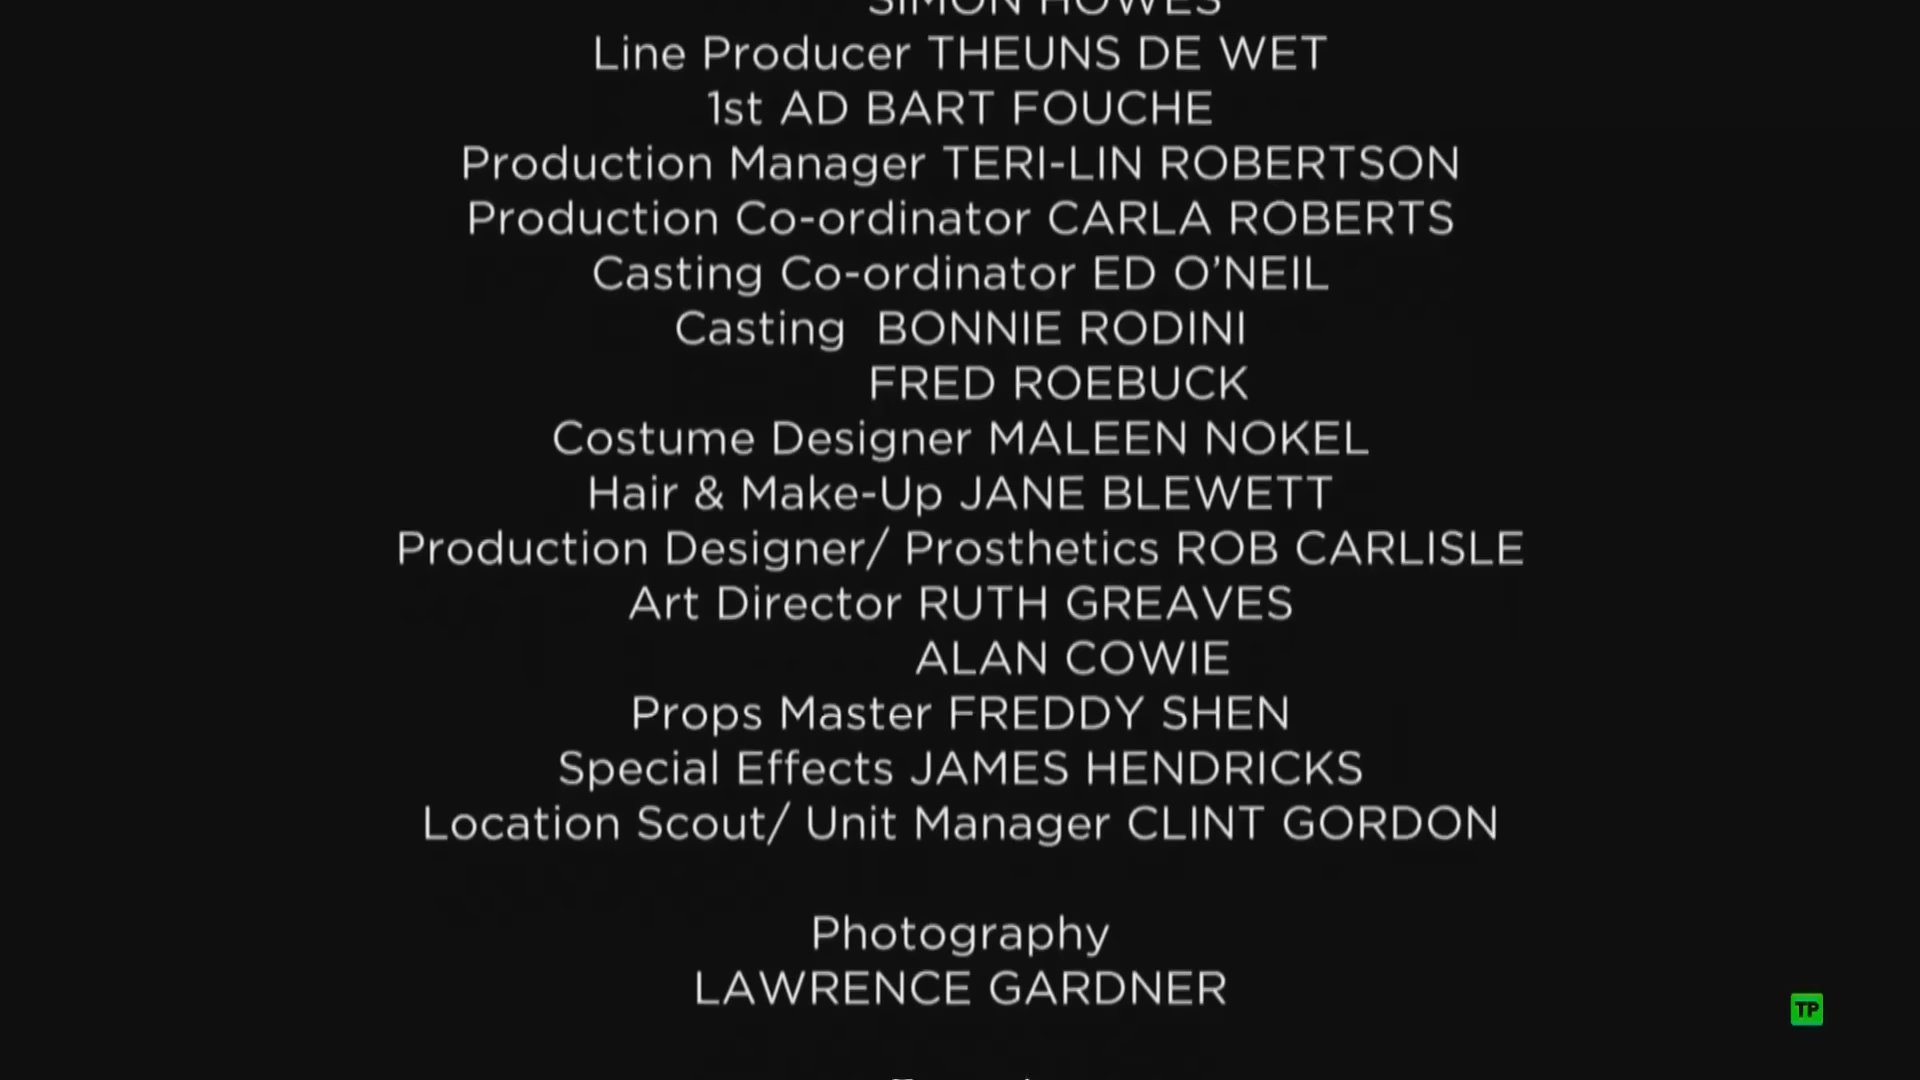 SIMON HOWES
Line Producer THEUNS DE WET
1st AD BART FOUCHE
Production Manager TERI-LIN ROBERTSON
Production Co-ordinator CARLA ROBERTS
Casting Co-ordinator ED O’NEIL
Casting BONNIE RODINI
FRED ROEBUCK
Costume Designer MALEEN NOKEL
Hair & Make-Up JANE BLEWETT
Production Designer/ Prosthetics ROB CARLISLE
Art Director RUTH GREAVES
ALAN COWIE
Props Master FREDDY SHEN
Special Effects JAMES HENDRICKS
Location Scout/ Unit Manager CLINT GORDON
Photography
LAWRENCE GARDNER
TP